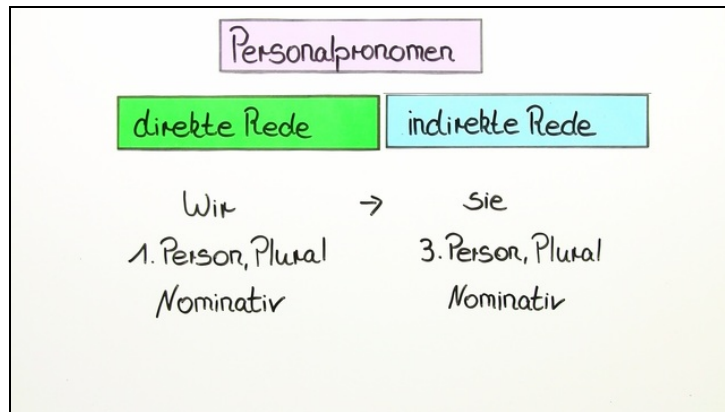 Personalpronomen
direkte Rede indirekte Rede
Wir → sie
1. Person, Plural 3. Person, Plural
Nominativ Nominativ